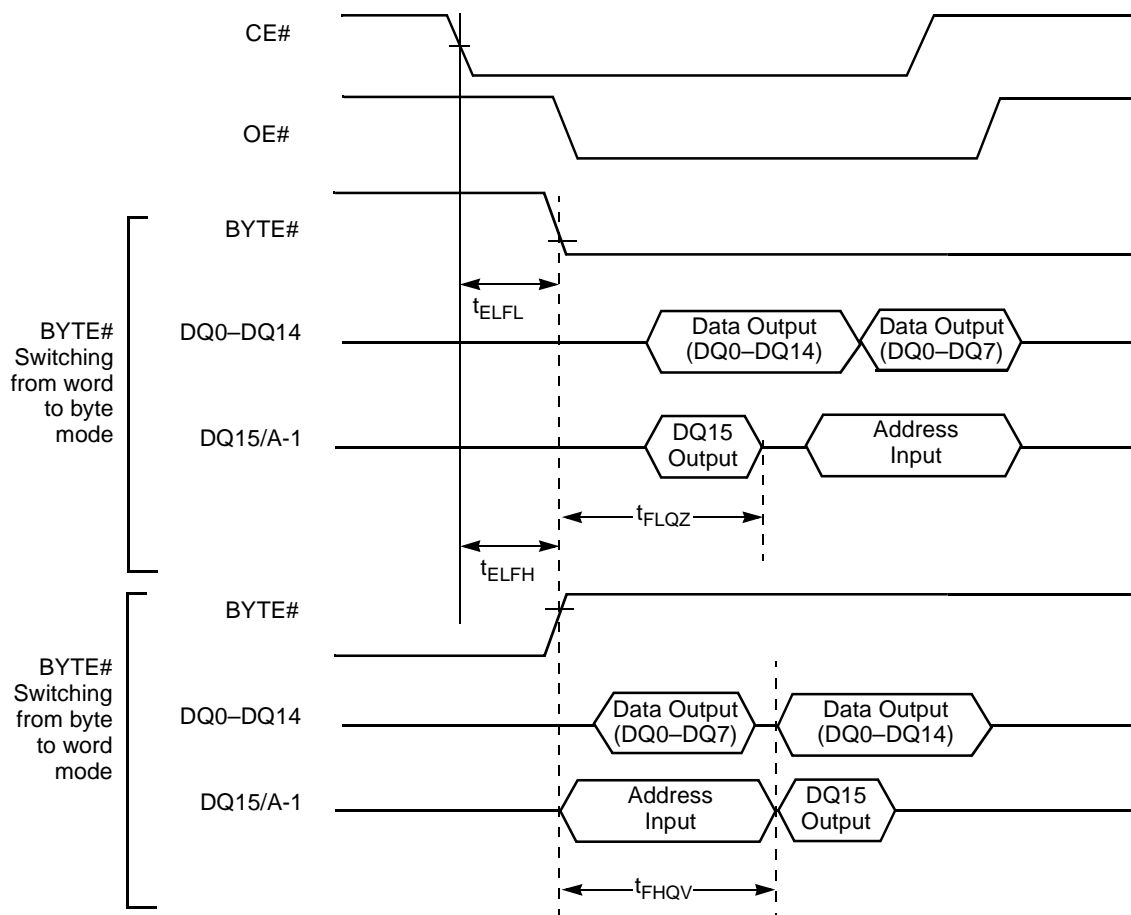 CE#
OE#
BYTE#
tELFL
BYTE#
Switching
from word
to byte
mode
DQ0–DQ14
Data Output
(DQ0–DQ14)
Data Output
(DQ0–DQ7)
DQ15/A-1
DQ15
Output
Address
Input
tFLQZ
tELFH
BYTE#
BYTE#
Switching
from byte
to word
mode
DQ0–DQ14
Data Output
(DQ0–DQ7)
Data Output
(DQ0–DQ14)
DQ15/A-1
Address
Input
DQ15
Output
tFHQV